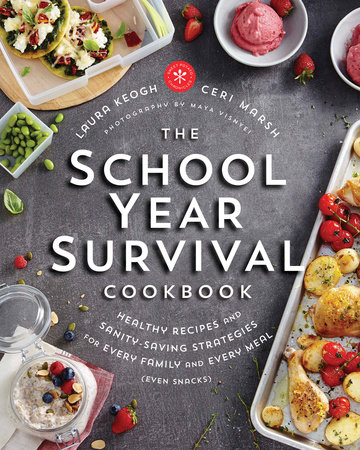 LAURA KEOGH
CERI MARSH
PHOTOGRAPHY BY MAYA VISNYEI
THE
SCHOOL
YEAR
SURVIVAL
COOKBOOK
HEALTHY RECIPES AND
SANITY-SAVING STRATEGIES
FOR EVERY FAMILY AND EVERY MEAL
(EVEN SNACKS)